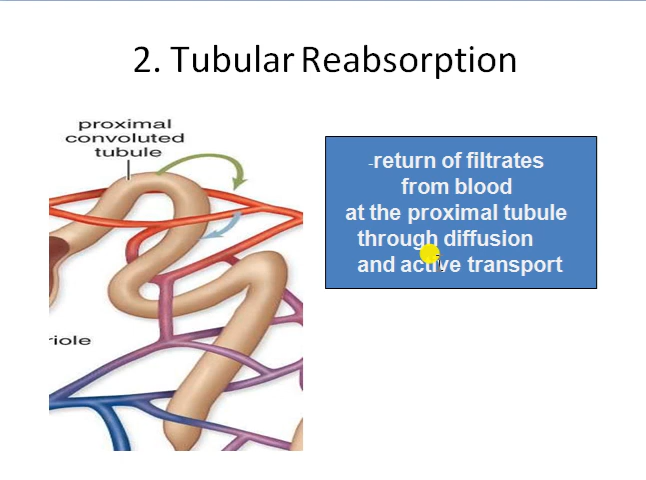 2. Tubular Reabsorption
proximal
convoluted
tubule
-return of filtrates
from blood
at the proximal tubule
through diffusion
and active transport
riole